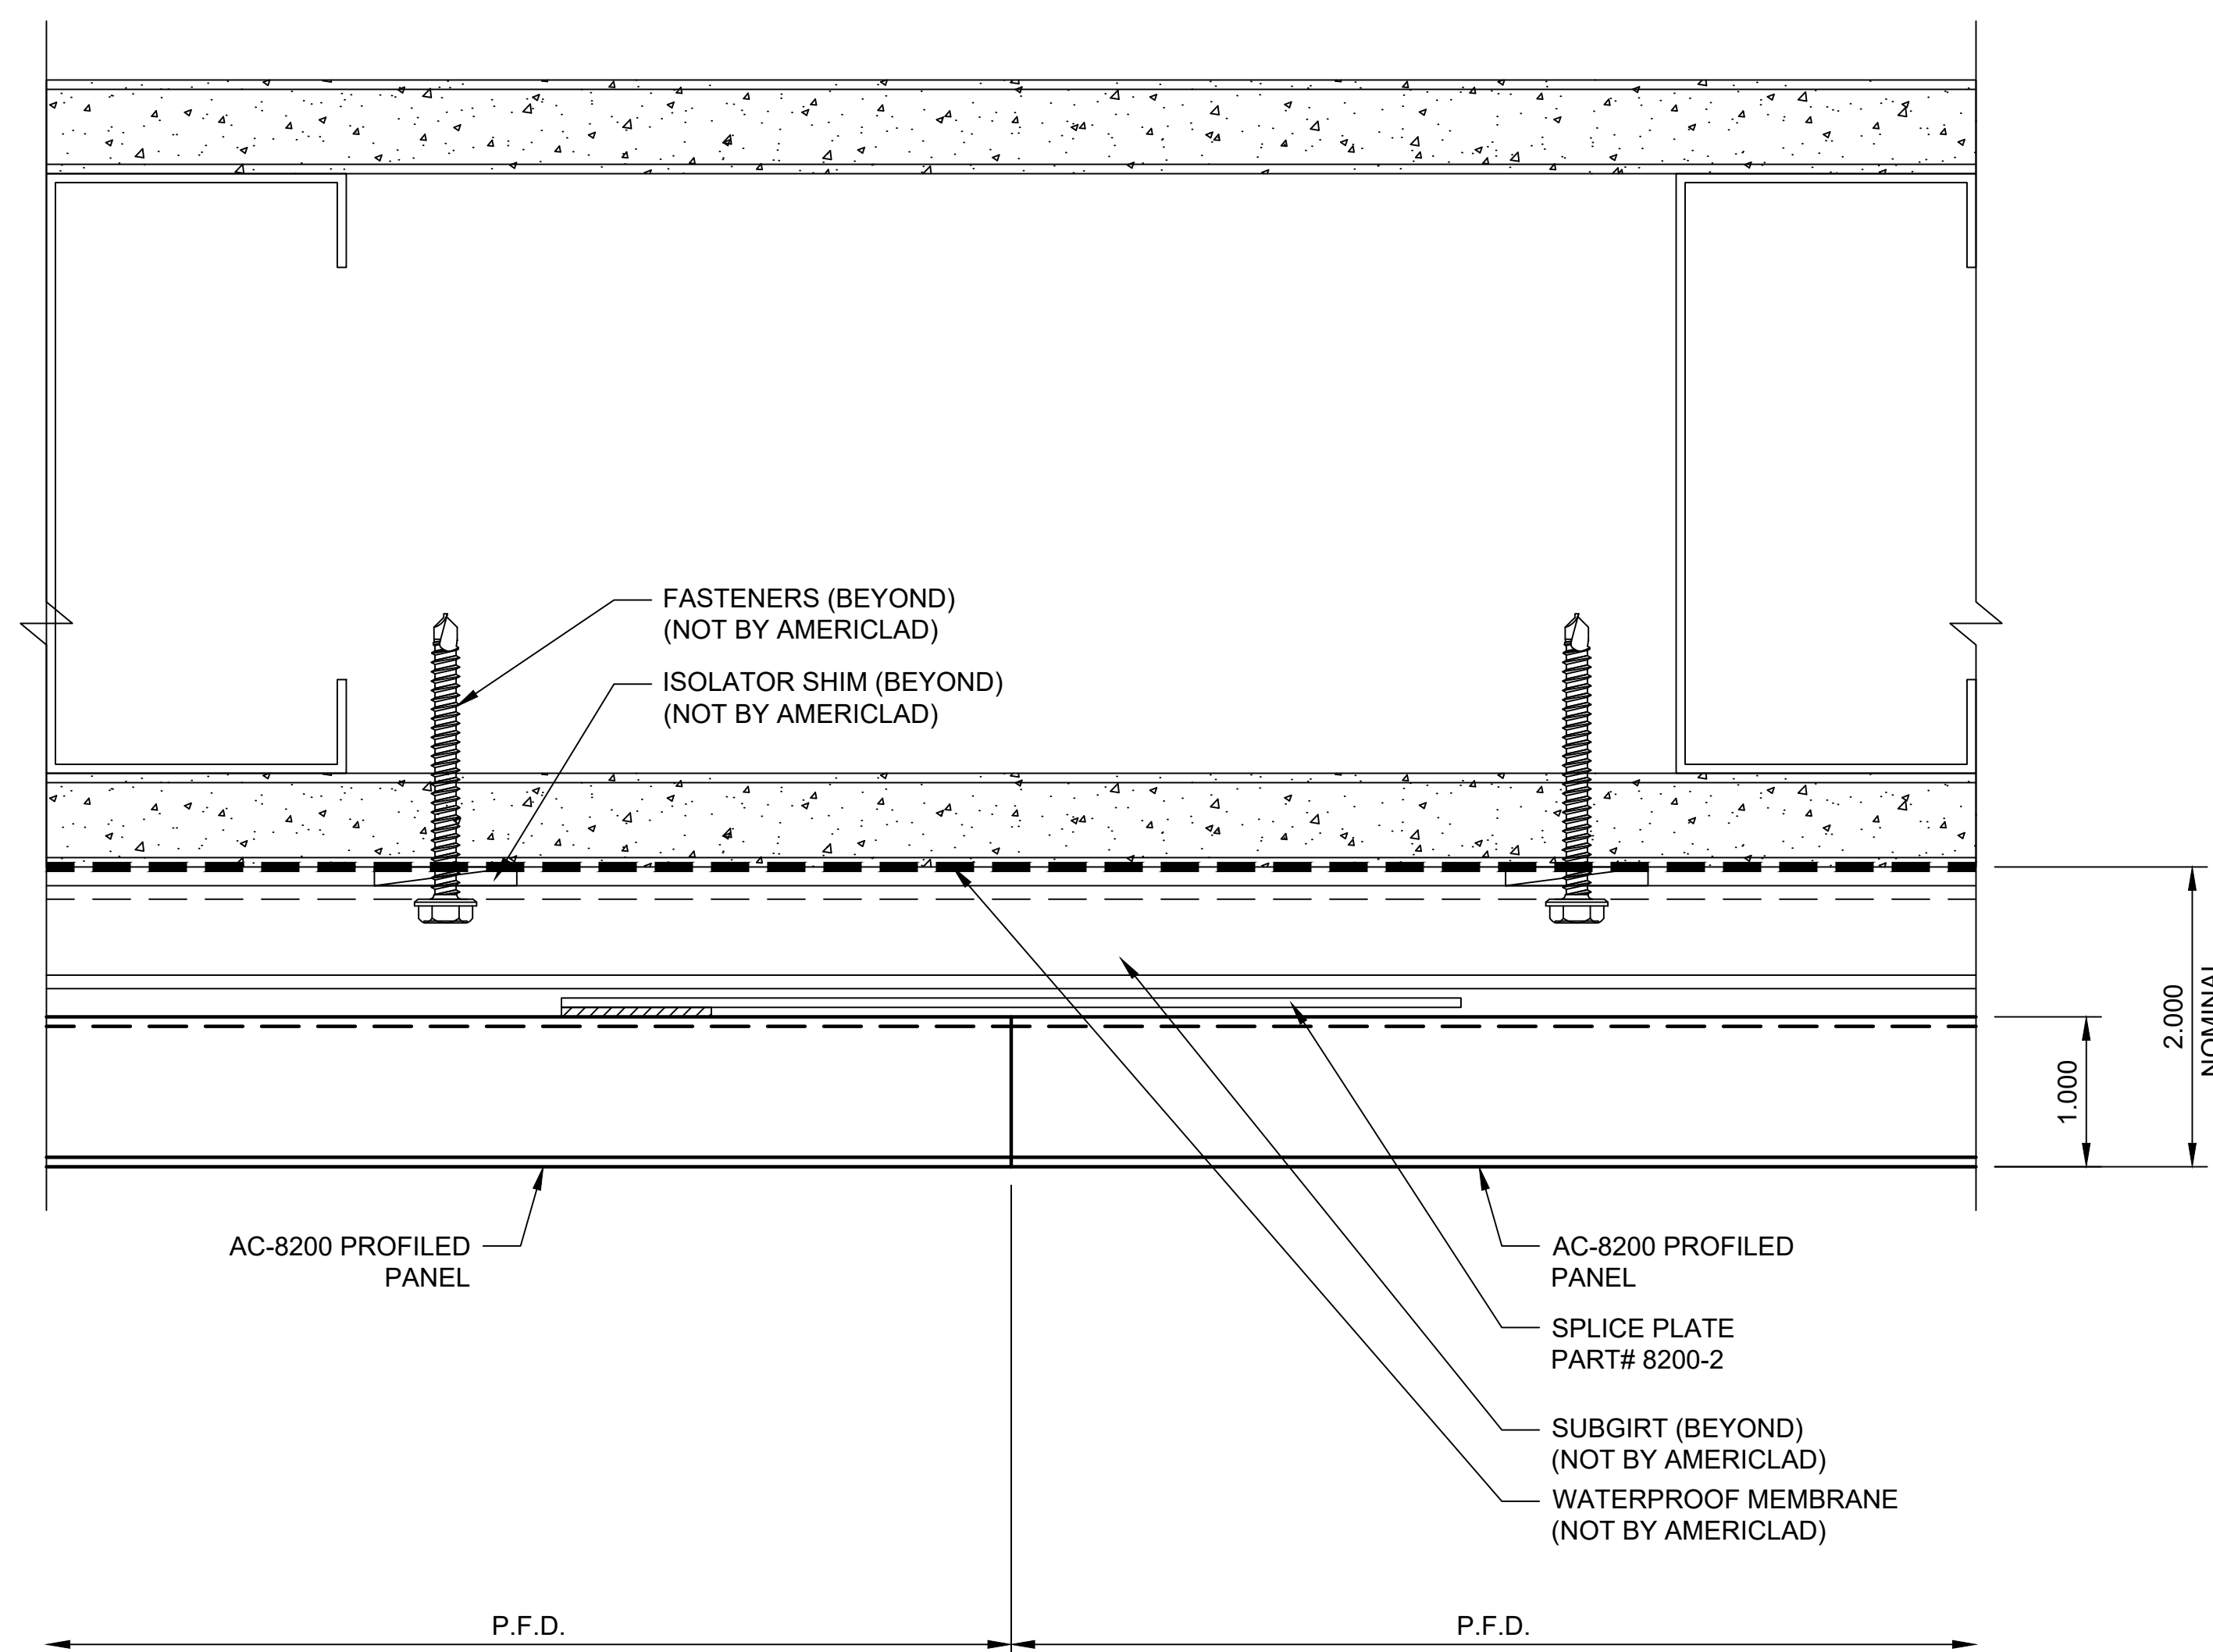 FASTENERS (BEYOND)
(NOT BY AMERICLAD)
ISOLATOR SHIM (BEYOND)
(NOT BY AMERICLAD)
2.000
NOMINAL
1.000
AC-8200 PROFILED
PANEL
AC-8200 PROFILED
PANEL
SPLICE PLATE
PART# 8200-2
SUBGIRT (BEYOND)
(NOT BY AMERICLAD)
WATERPROOF MEMBRANE
(NOT BY AMERICLAD)
P.F.D.
P.F.D.